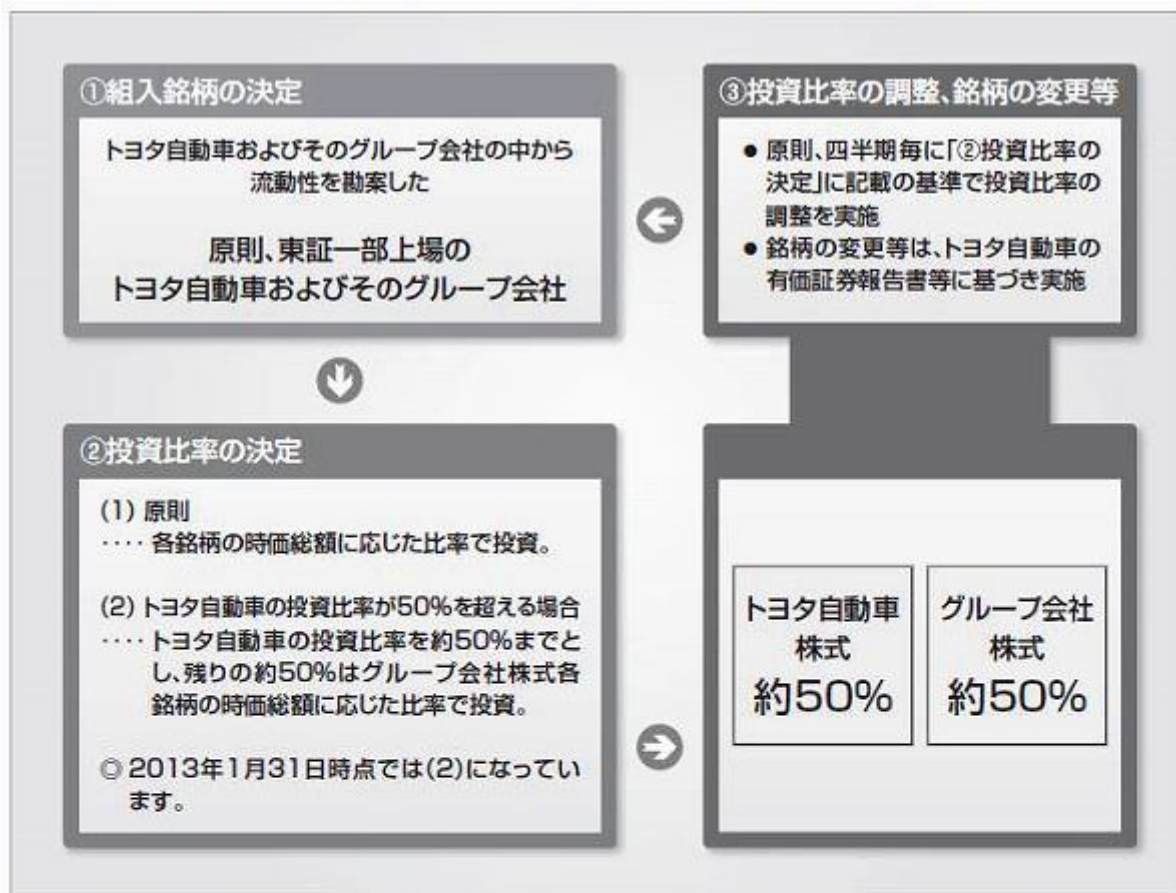 ①組入銘柄の決定
トヨタ自動車およびそのグループ会社の中から
流動性を勘案した
原則、東証一部上場の
トヨタ自動車およびそのグループ会社
②投資比率の決定
(1) 原則
‥‥ 各銘柄の時価総額に応じた比率で投資。
(2) トヨタ自動車の投資比率が50%を超える場合
‥‥ トヨタ自動車の投資比率を約50%までと
し、残りの約50%はグループ会社株式各
銘柄の時価総額に応じた比率で投資。
◎ 2013年1月31日時点では(2)になってい
ます。
トヨタ自動車
株式
約50%
グループ会社
株式
約50%
③投資比率の調整、銘柄の変更等
● 原則、四半期毎に「②投資比率の
決定」に記載の基準で投資比率の
調整を実施
● 銘柄の変更等は、トヨタ自動車の
有価証券報告書等に基づき実施